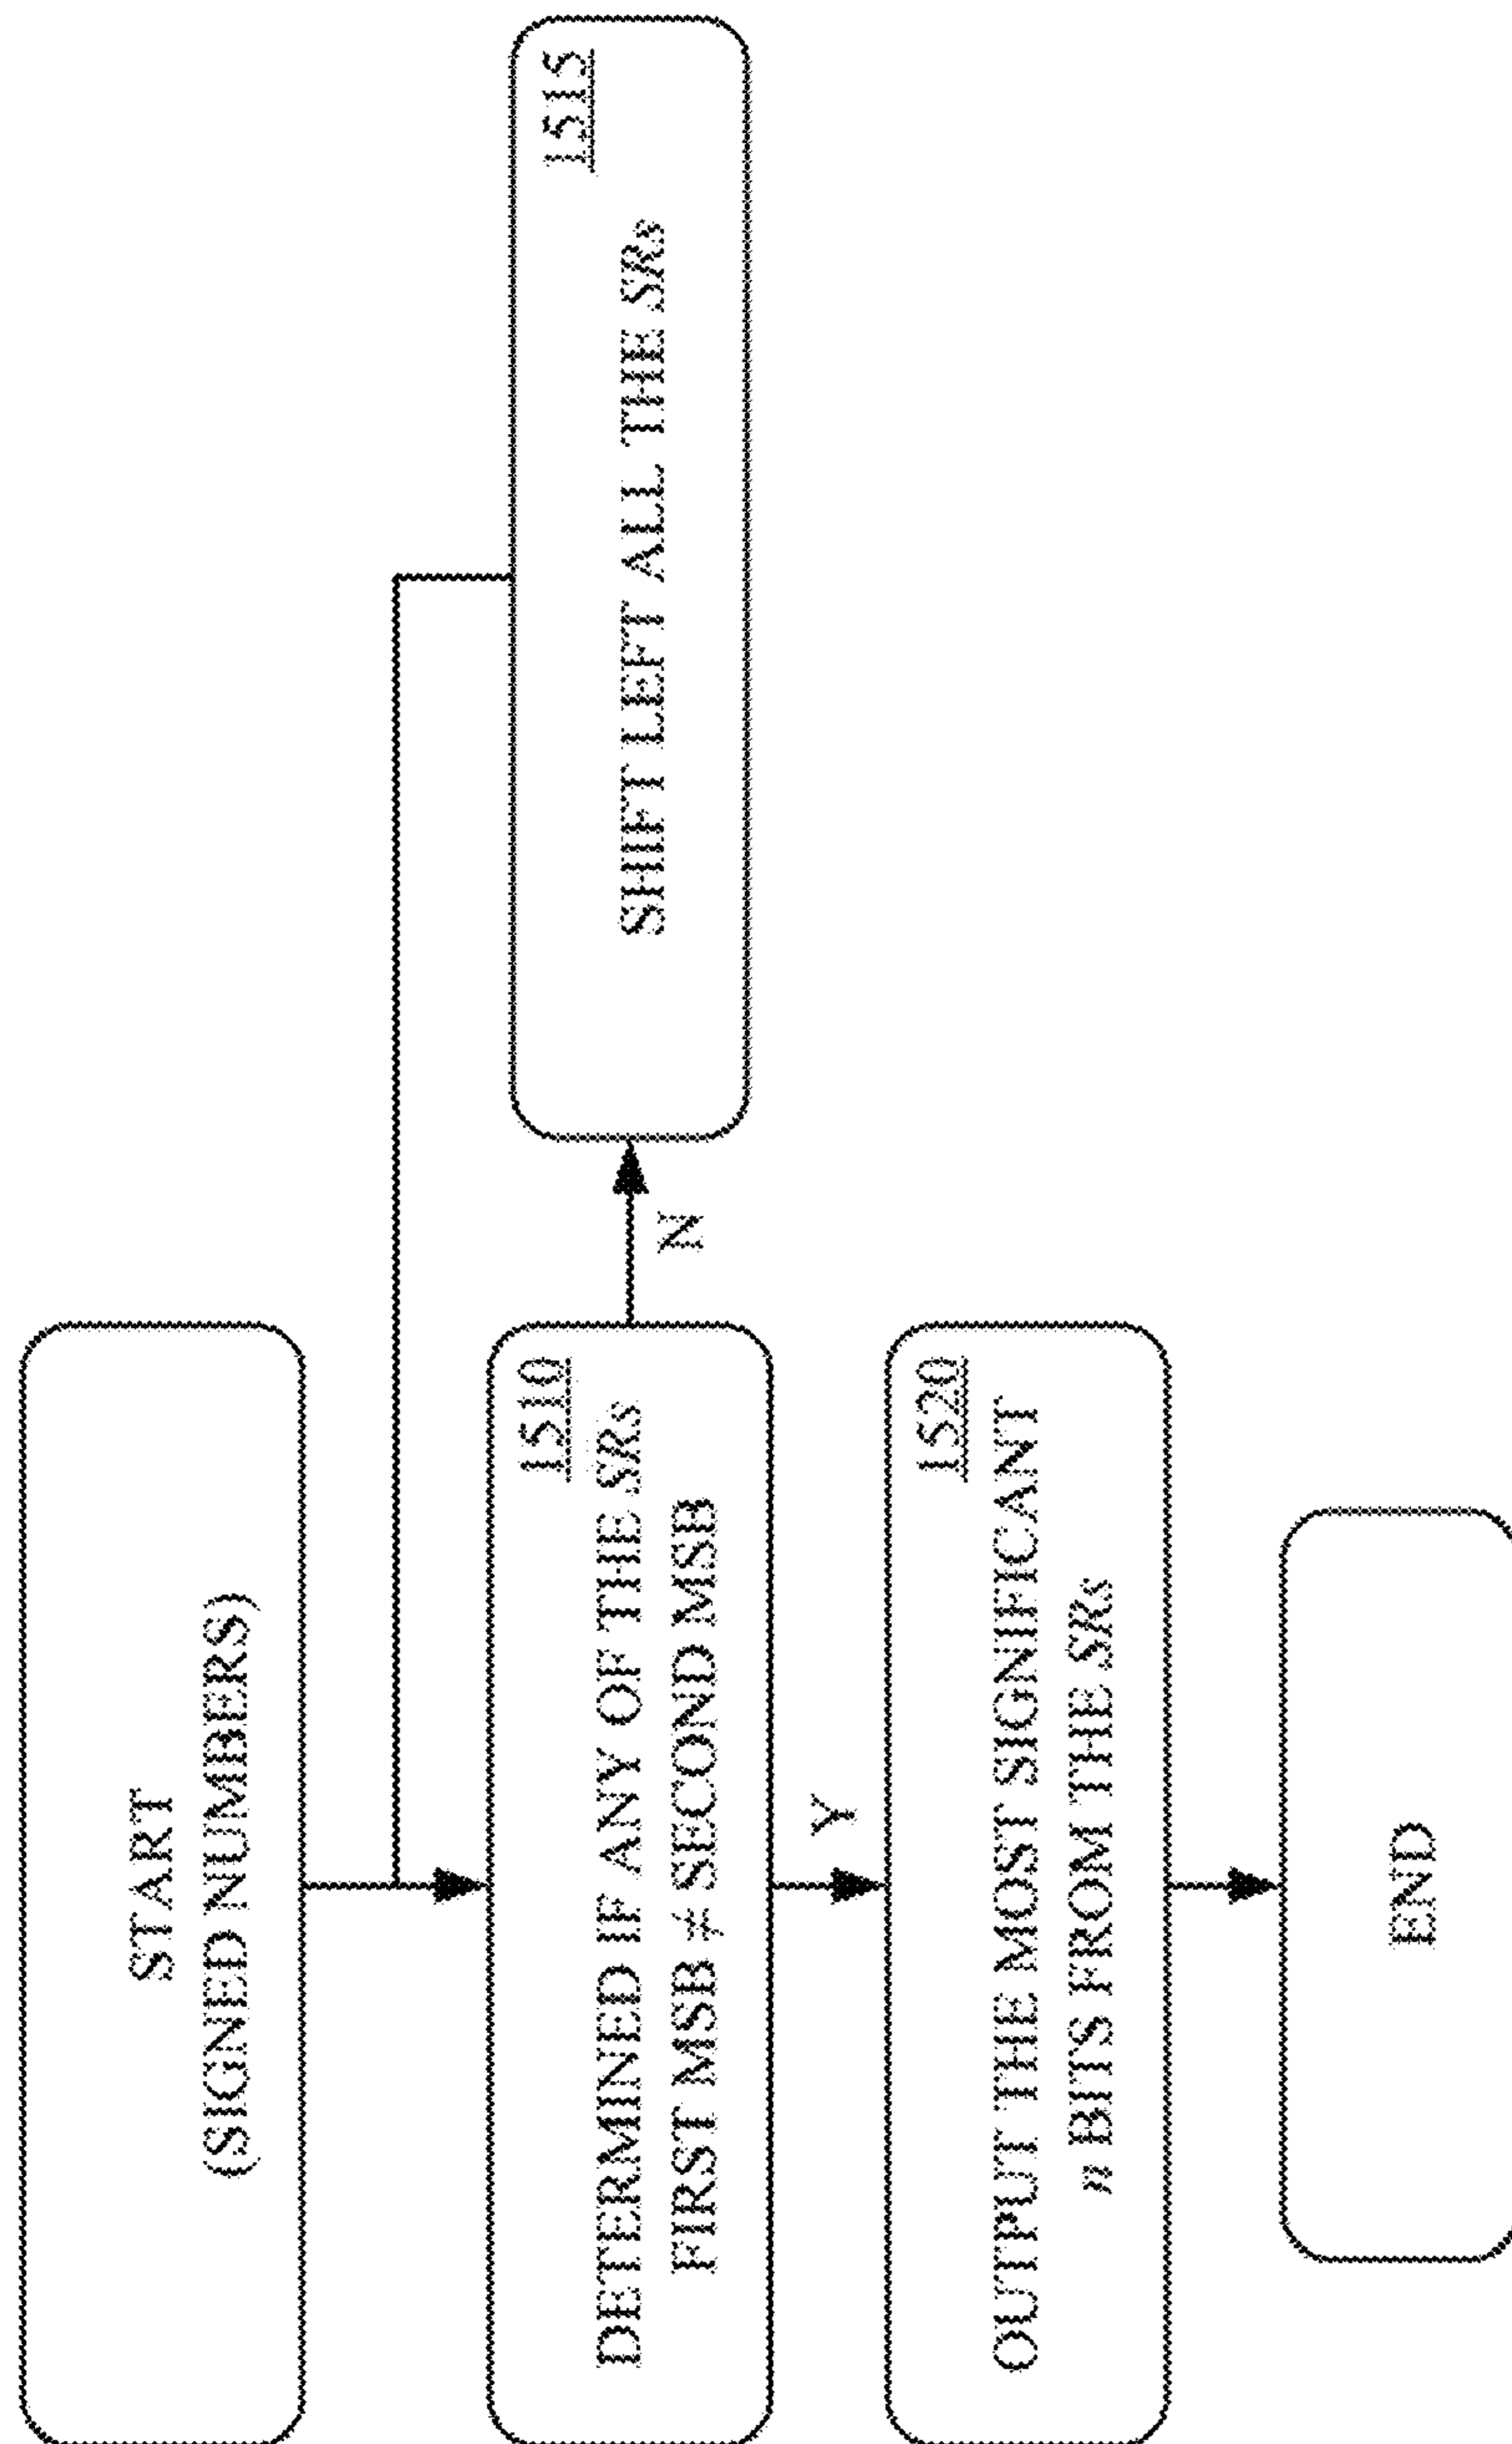 START
(SIGNED NUMBERS)
1510
DETERMINED IF ANY OF THE SRs
FIRST MSB ≠ SECOND MSB
N
1515
SHIFT LEFT ALL THE SRs
Y
1520
OUTPUT THE MOST SIGNIFICANT
n BITS FROM THE SRs
END